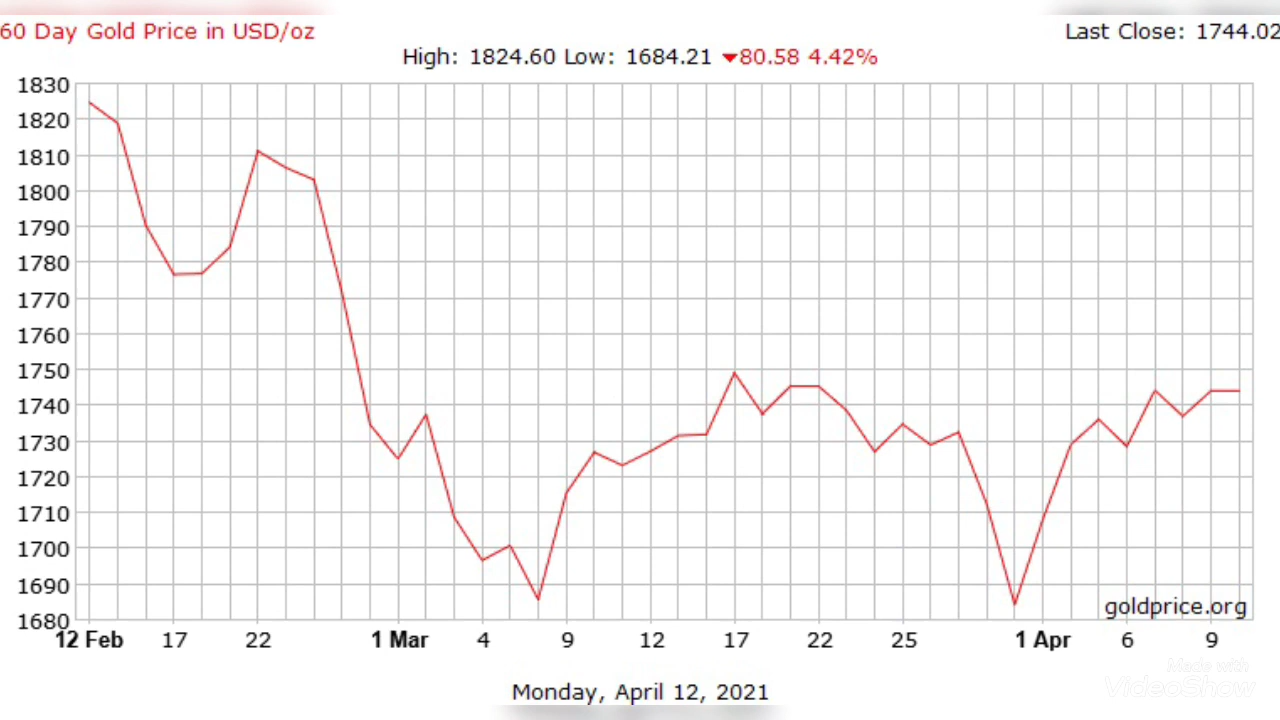 60 Day Gold Price in USD/oz
Last Close: 1744.02
High: 1824.60 Low: 1684.21 ▼80.58 4.42%
1830
1820
1810
1800
1790
1780
1770
1760
1750
1740
1730
1720
1710
1700
1690
1680
goldprice.org
12 Feb 17 22 1 Mar 4 9 12 17 22 25 1 Apr 6 9
Made with
VideoShow
Monday, April 12, 2021